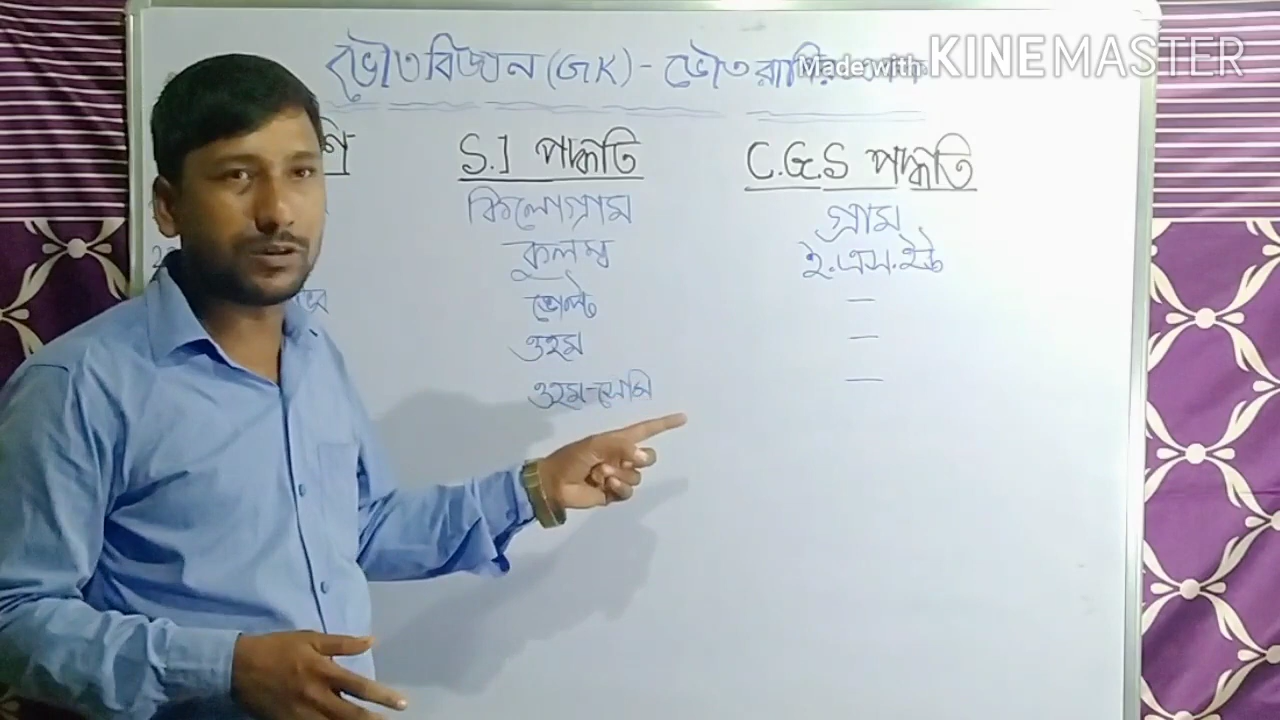 ভৌতবিজ্ঞান (GK) - ভৌত রাশির
Made with KINEMASTER
S.I পদ্ধতি C.G.S পদ্ধতি
কিলোগ্রাম গ্রাম
কুলম্ব ই.এস.ইউ
ভোল্ট –
ওহম –
ওহম-সেমি –